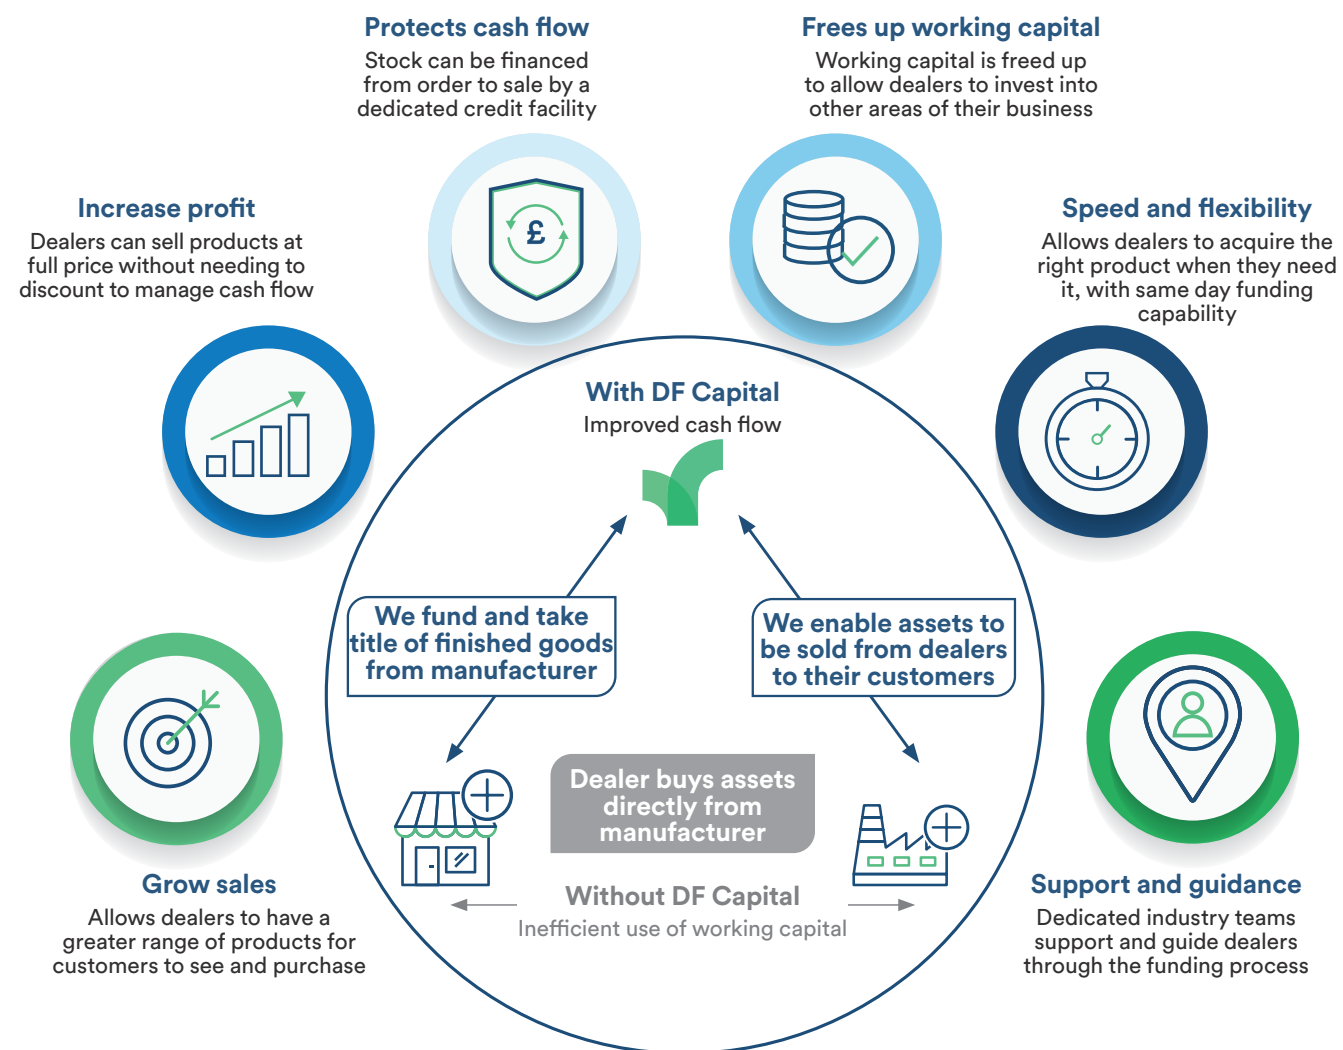 Protects cash flow
Stock can be financed
from order to sale by a
dedicated credit facility
Frees up working capital
Working capital is freed up
to allow dealers to invest into
other areas of their business
Increase profit
Dealers can sell products at
full price without needing to
discount to manage cash flow
Speed and flexibility
Allows dealers to acquire the
right product when they need
it, with same day funding
capability
£
With DF Capital
Improved cash flow
We fund and take
title of finished goods
from manufacturer
We enable assets to
be sold from dealers
to their customers
Dealer buys assets
directly from
manufacturer
Without DF Capital
Inefficient use of working capital
Grow sales
Allows dealers to have a
greater range of products for
customers to see and purchase
Support and guidance
Dedicated industry teams
support and guide dealers
through the funding process